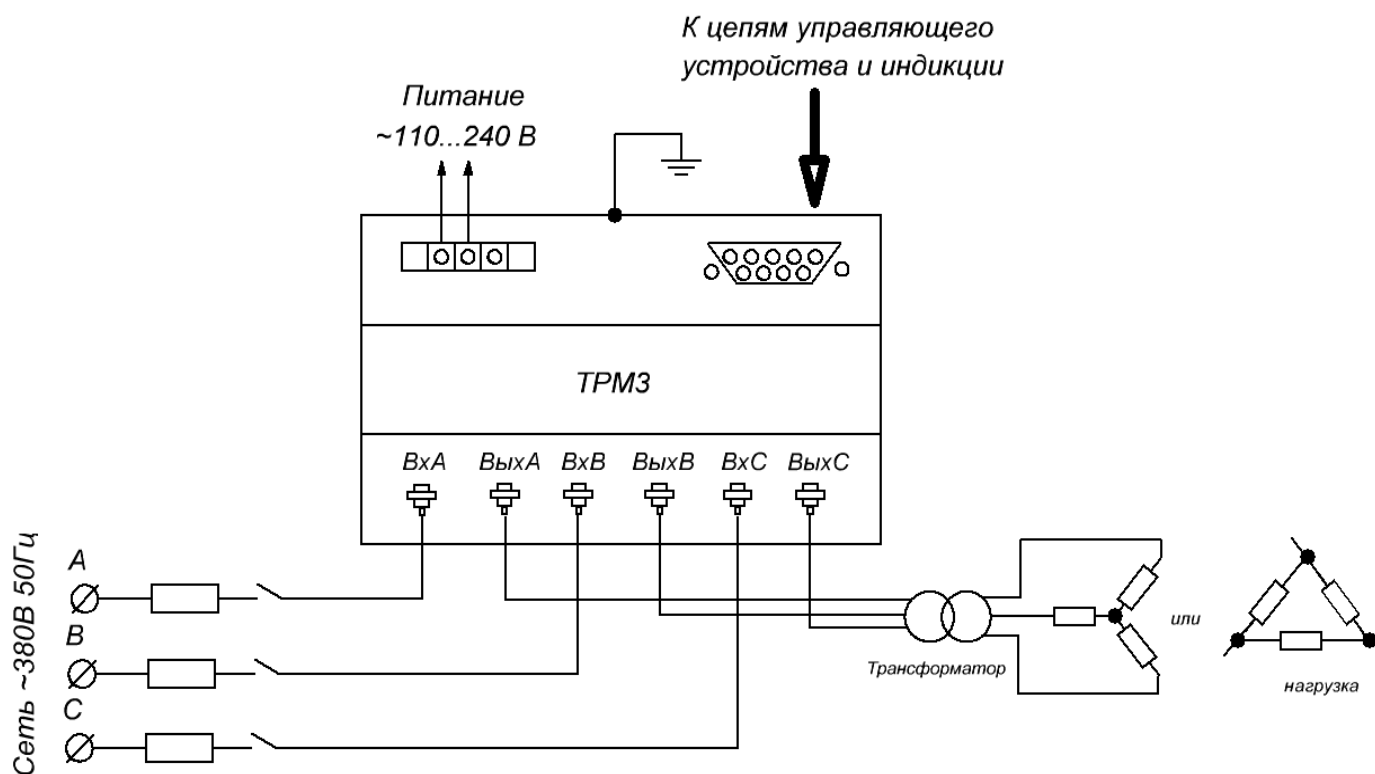 К цепям управляющего
устройства и индикции
Питание
~110...240 В
ТРМ3
ВхА ВыхА ВхВ ВыхВ ВхС ВыхС
Сеть ~380В 50Гц
А
В
С
Трансформатор
или
нагрузка